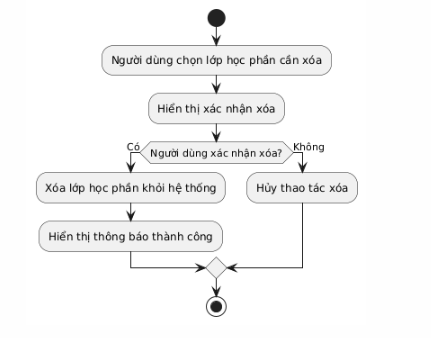 Người dùng chọn lớp học phần cần xóa
Hiển thị xác nhận xóa
Có
Người dùng xác nhận xóa?
Không
Xóa lớp học phần khỏi hệ thống
Hủy thao tác xóa
Hiển thị thông báo thành công